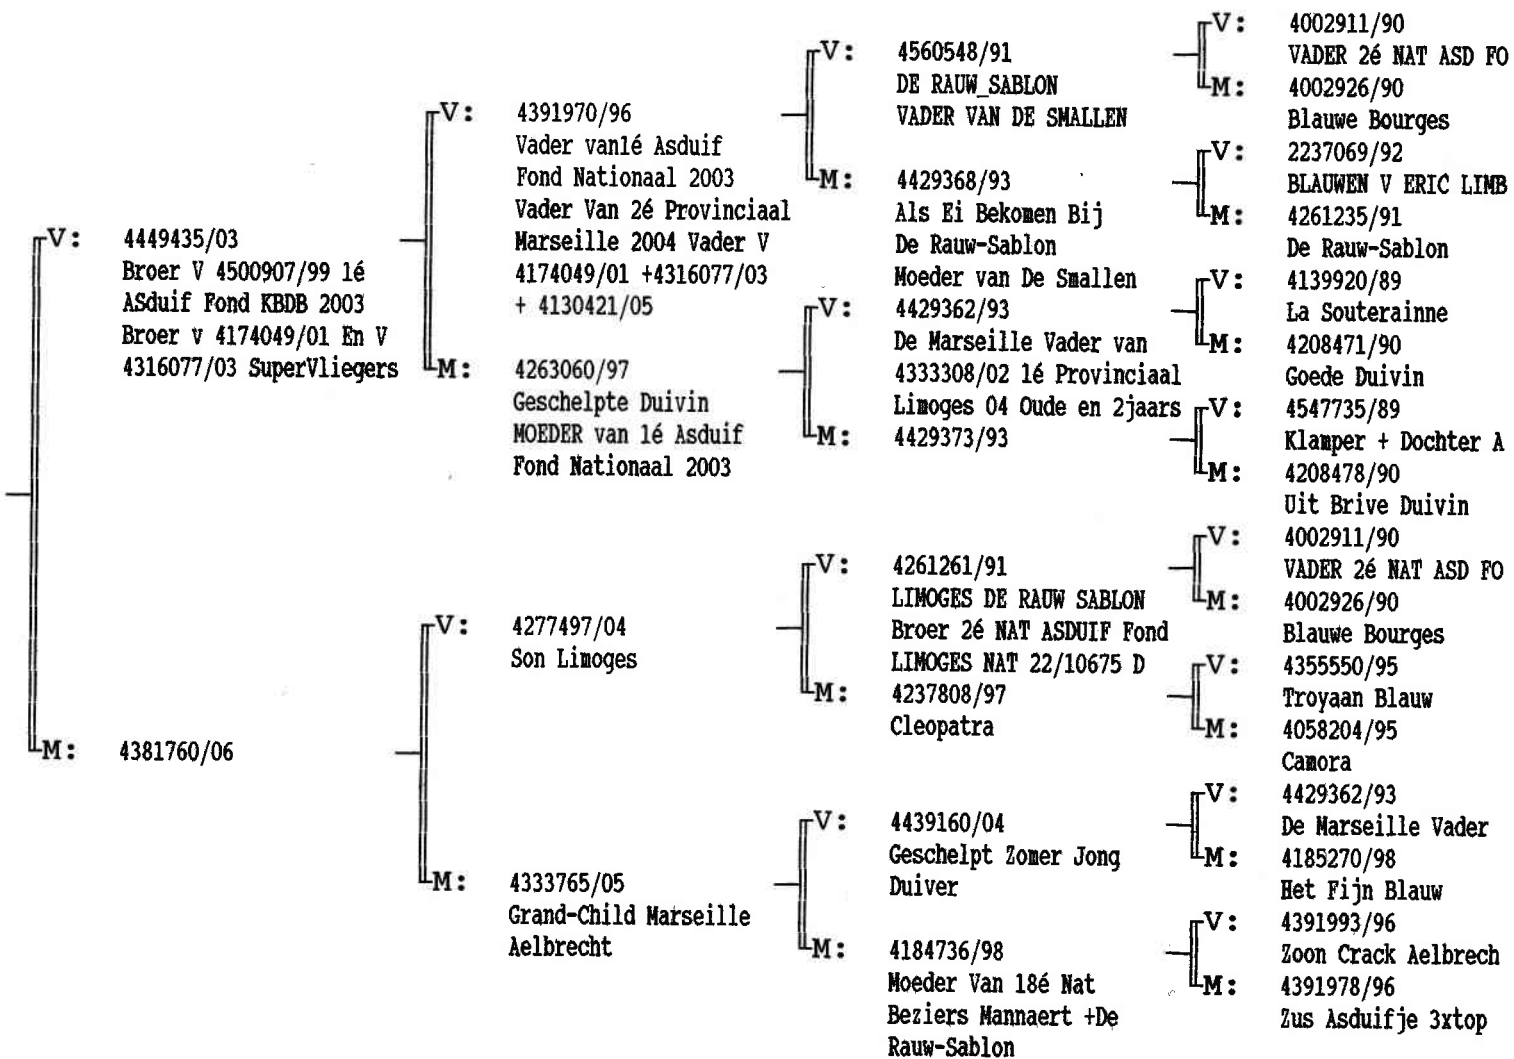 V: 4449435/03
Broer V 4500907/99 1é
ASduif Fond KBDB 2003
Broer v 4174049/01 En V
4316077/03 SuperVliegers
M: 4381760/06
V: 4391970/96
Vader van1é Asduif
Fond Nationaal 2003
Vader Van 2é Provinciaal
Marseille 2004 Vader V
4174049/01 +4316077/03
+ 4130421/05
M: 4263060/97
Geschelpte Duivin
MOEDER van 1é Asduif
Fond Nationaal 2003
V: 4277497/04
Son Limoges
M: 4333765/05
Grand-Child Marseille
Aelbrecht
V: 4560548/91
DE RAUW_SABLON
VADER VAN DE SMALLEN
M: 4429368/93
Als Ei Bekomen Bij
De Rauw-Sablon
Moeder van De Smallen
V: 4429362/93
De Marseille Vader van
4333308/02 1é Provinciaal
Limoges 04 Oude en 2jaars
M: 4429373/93
V: 4261261/91
LIMOGES DE RAUW SABLON
Broer 2é NAT ASDUIF Fond
LIMOGES NAT 22/10675 D
M: 4237808/97
Cleopatra
V: 4439160/04
Geschelpt Zomer Jong
Duiver
M: 4184736/98
Moeder Van 18é Nat
Beziers Mannaert +De
Rauw-Sablon
V: 4002911/90
VADER 2é NAT ASD FO
M: 4002926/90
Blauwe Bourges
V: 2237069/92
BLAUWEN V ERIC LIMB
M: 4261235/91
De Rauw-Sablon
V: 4139920/89
La Souterainne
M: 4208471/90
Goede Duivin
V: 4547735/89
Klamper + Dochter A
M: 4208478/90
Uit Brive Duivin
V: 4002911/90
VADER 2é NAT ASD FO
M: 4002926/90
Blauwe Bourges
V: 4355550/95
Troyaan Blauw
M: 4058204/95
Camora
V: 4429362/93
De Marseille Vader
M: 4185270/98
Het Fijn Blauw
V: 4391993/96
Zoon Crack Aelbrech
M: 4391978/96
Zus Asduifje 3xtop